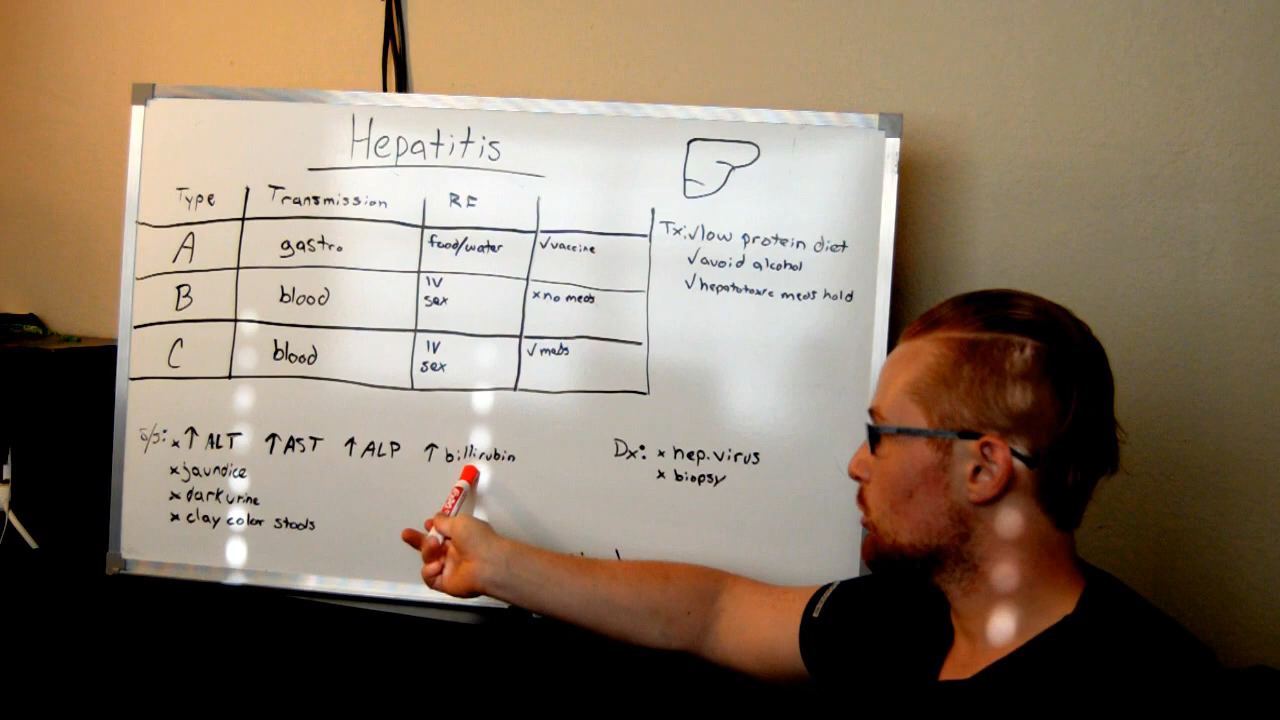 Hepatitis
Type Transmission RF
A gastro. food/water √vaccine
B blood IV sex x no meds
C blood IV sex √meds
Tx: √low protein diet
√avoid alcohol
√hepatotoxic meds hold
S/S: x ↑ALT ↑AST ↑ALP ↑billirubin
x jaundice
x dark urine
x clay color stools
Dx: x hep.virus
x biopsy